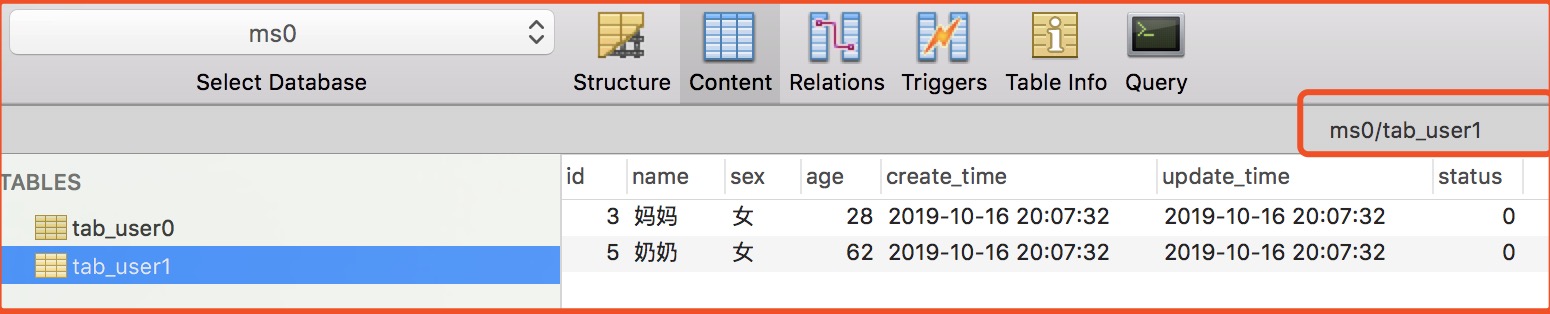 ms0
Select Database
Structure Content Relations Triggers Table Info Query
ms0/tab_user1
TABLES
tab_user0
tab_user1
id name sex age create_time update_time status
3 妈妈 女 28 2019-10-16 20:07:32 2019-10-16 20:07:32 0
5 奶奶 女 62 2019-10-16 20:07:32 2019-10-16 20:07:32 0